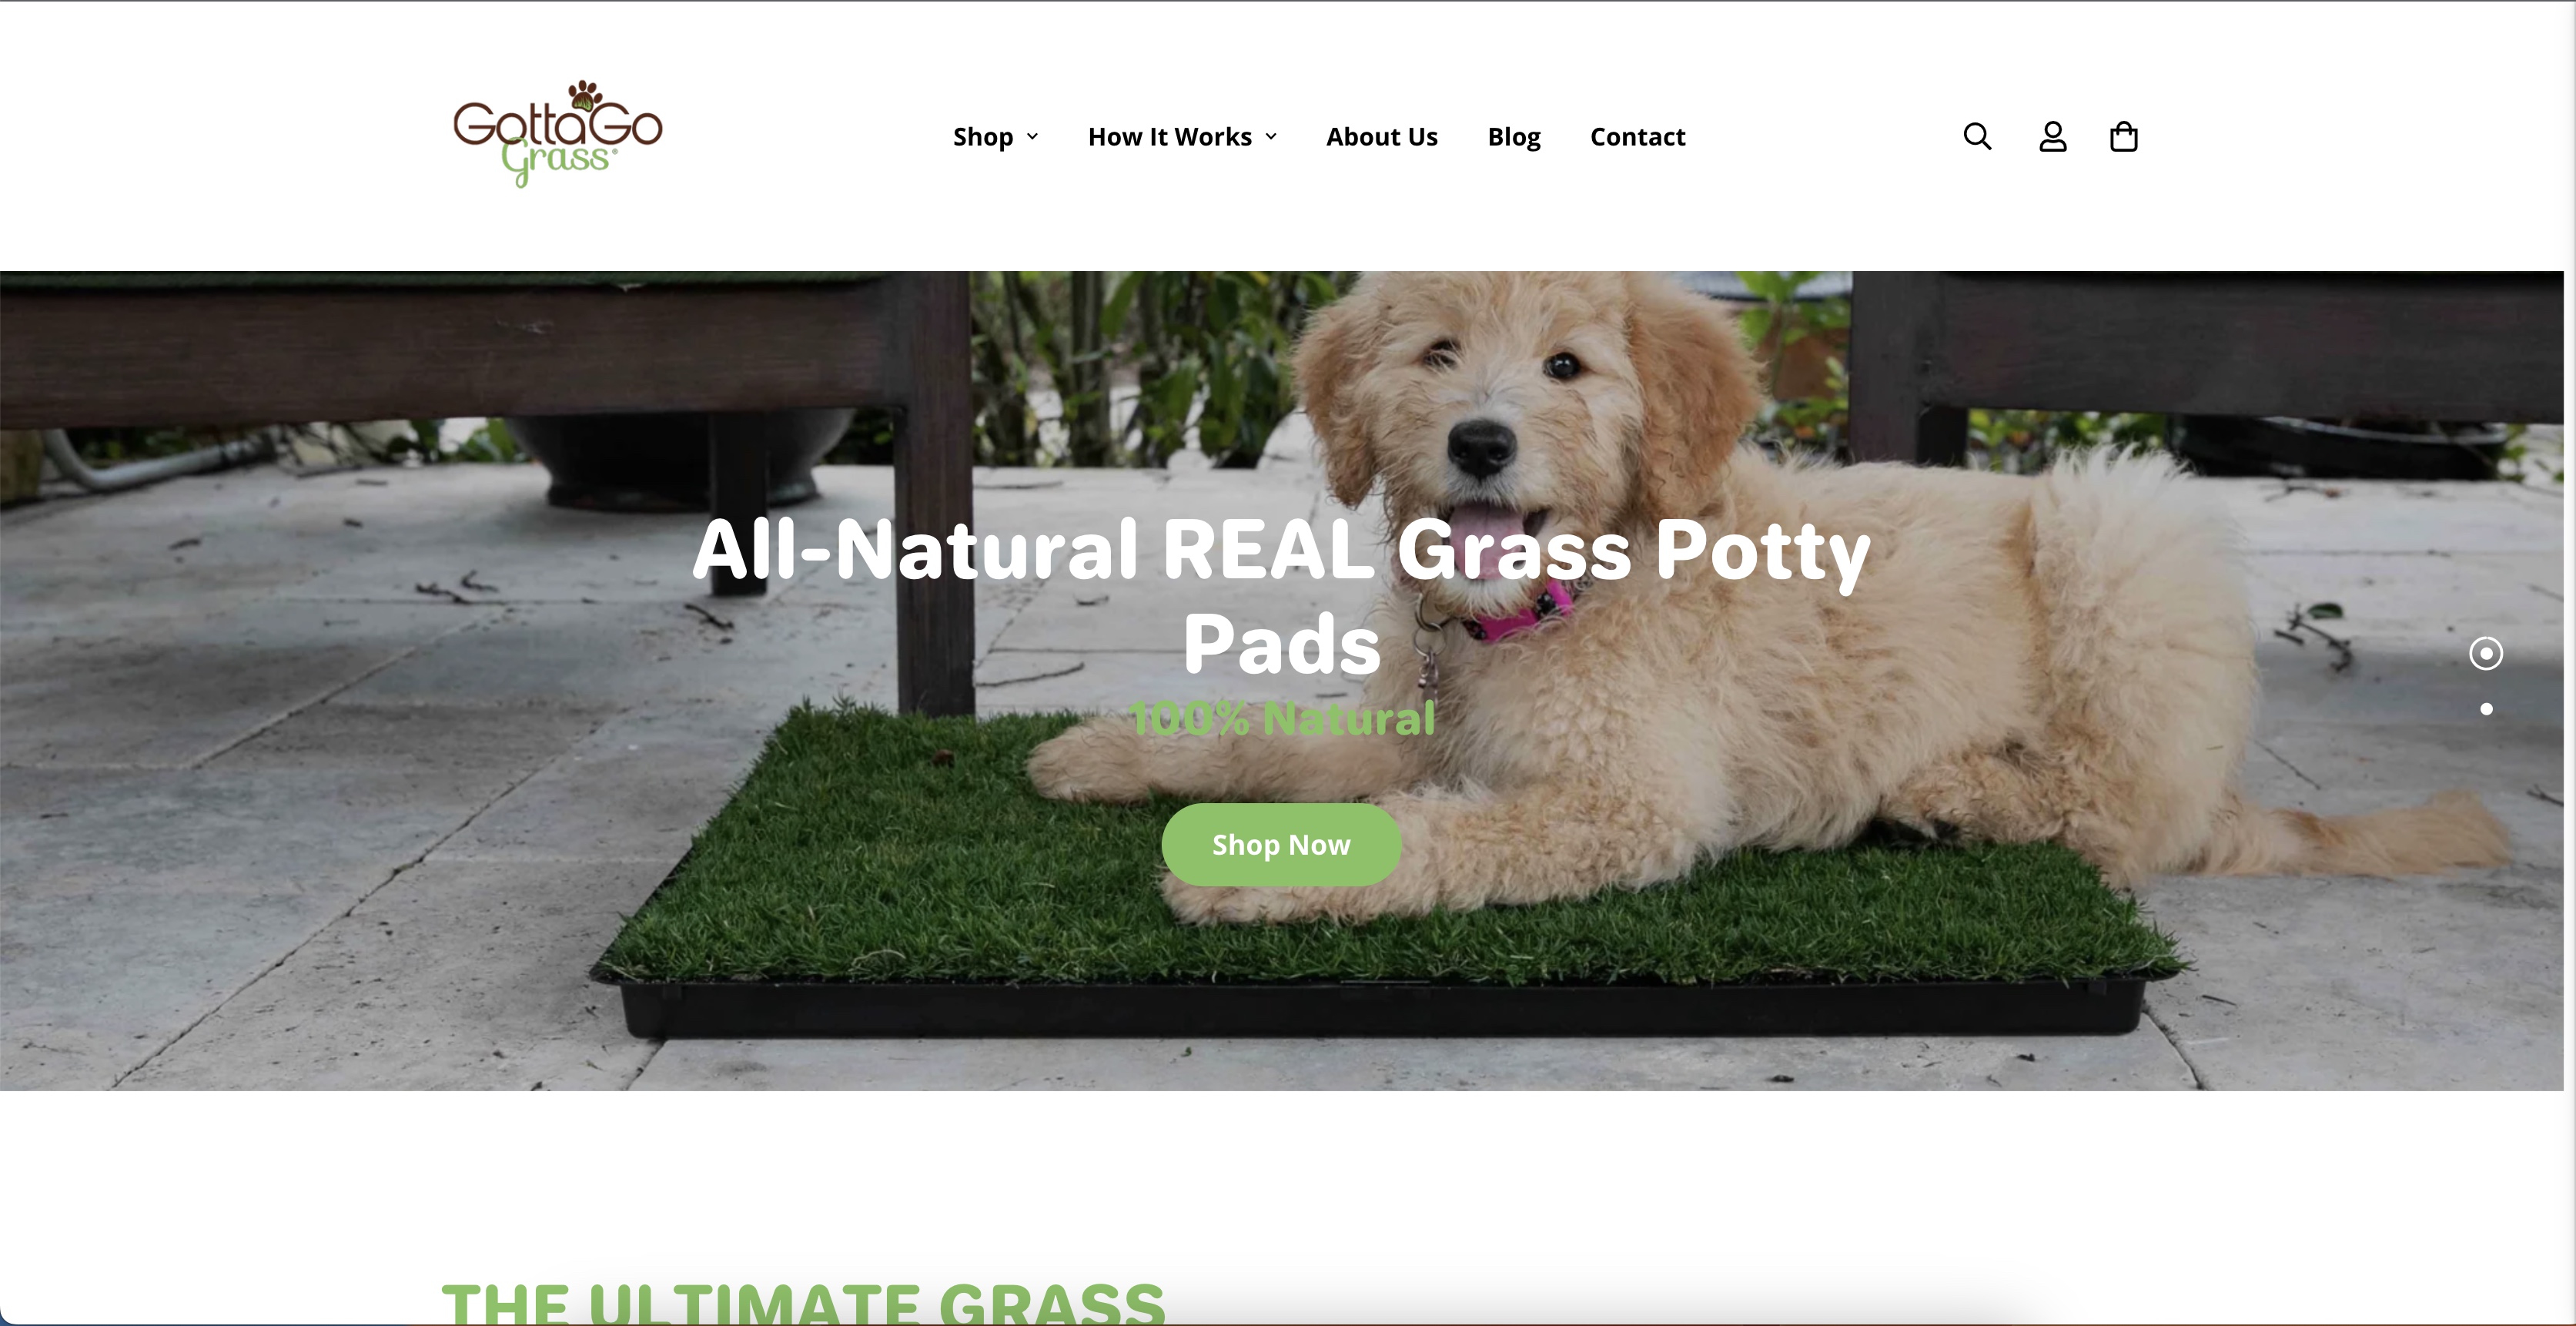 GottaGo
Grass®
Shop
How It Works
About Us
Blog
Contact
All-Natural REAL Grass Potty
Pads
100% Natural
Shop Now
THE ULTIMATE GRASS